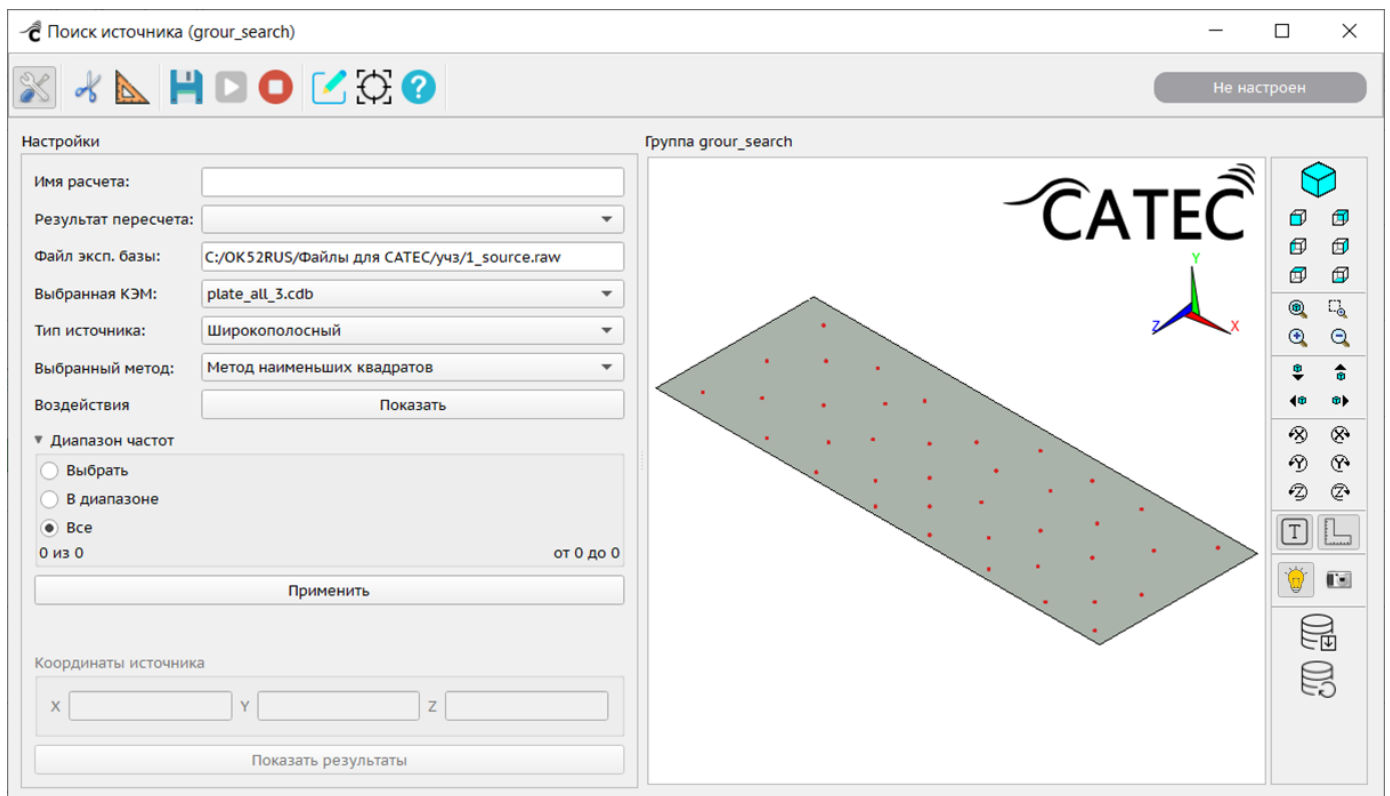 Поиск источника (grour_search)
Не настроен
Настройки
Имя расчета:
Результат пересчета:
Файл эксп. базы: C:/OK52RUS/Файлы для CATEC/учз/1_source.raw
Выбранная КЭМ: plate_all_3.cdb
Тип источника: Широкополосный
Выбранный метод: Метод наименьших квадратов
Воздействия Показать
Диапазон частот
Выбрать
В диапазоне
Все
0 из 0 от 0 до 0
Применить
Координаты источника
X Y Z
Показать результаты
Группа grour_search
CATEC
Y
Z X
X X
Y Y
Z Z
T